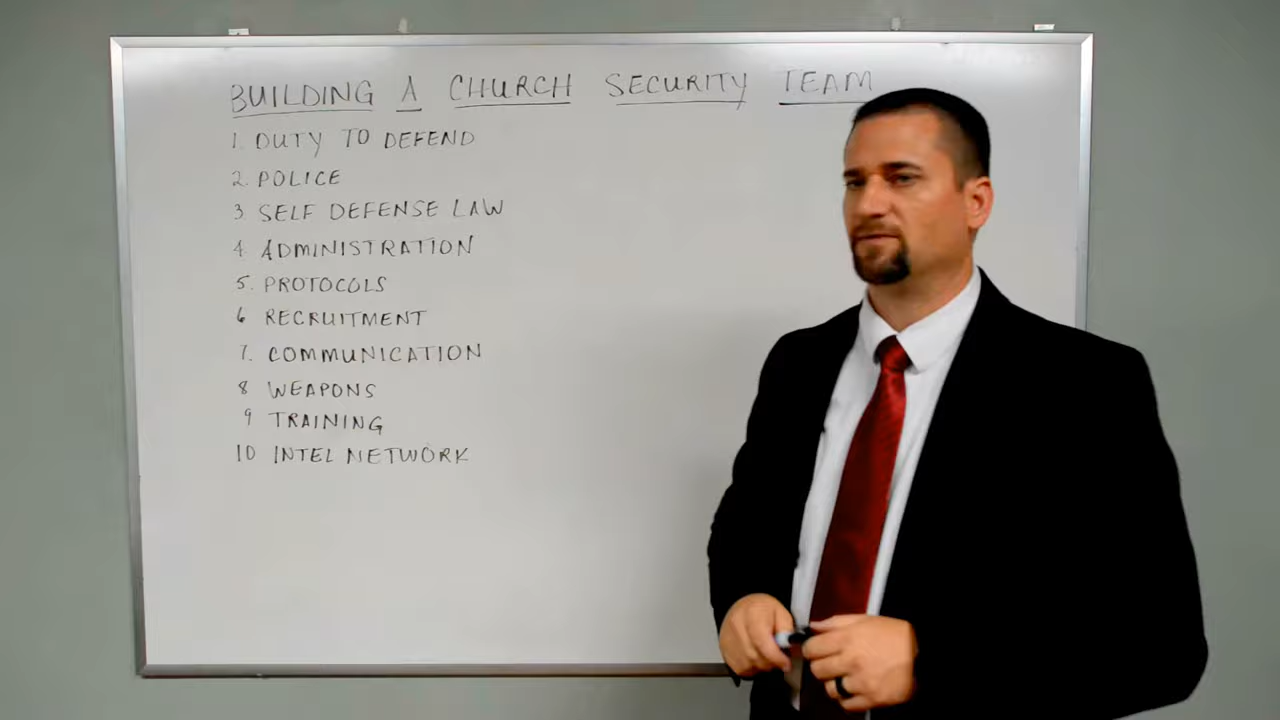 BUILDING A CHURCH SECURITY TEAM
1. DUTY TO DEFEND
2. POLICE
3 SELF DEFENSE LAW
4. ADMINISTRATION
5. PROTOCOLS
6 RECRUITMENT
7. COMMUNICATION
8 WEAPONS
9 TRAINING
10 INTEL NETWORK